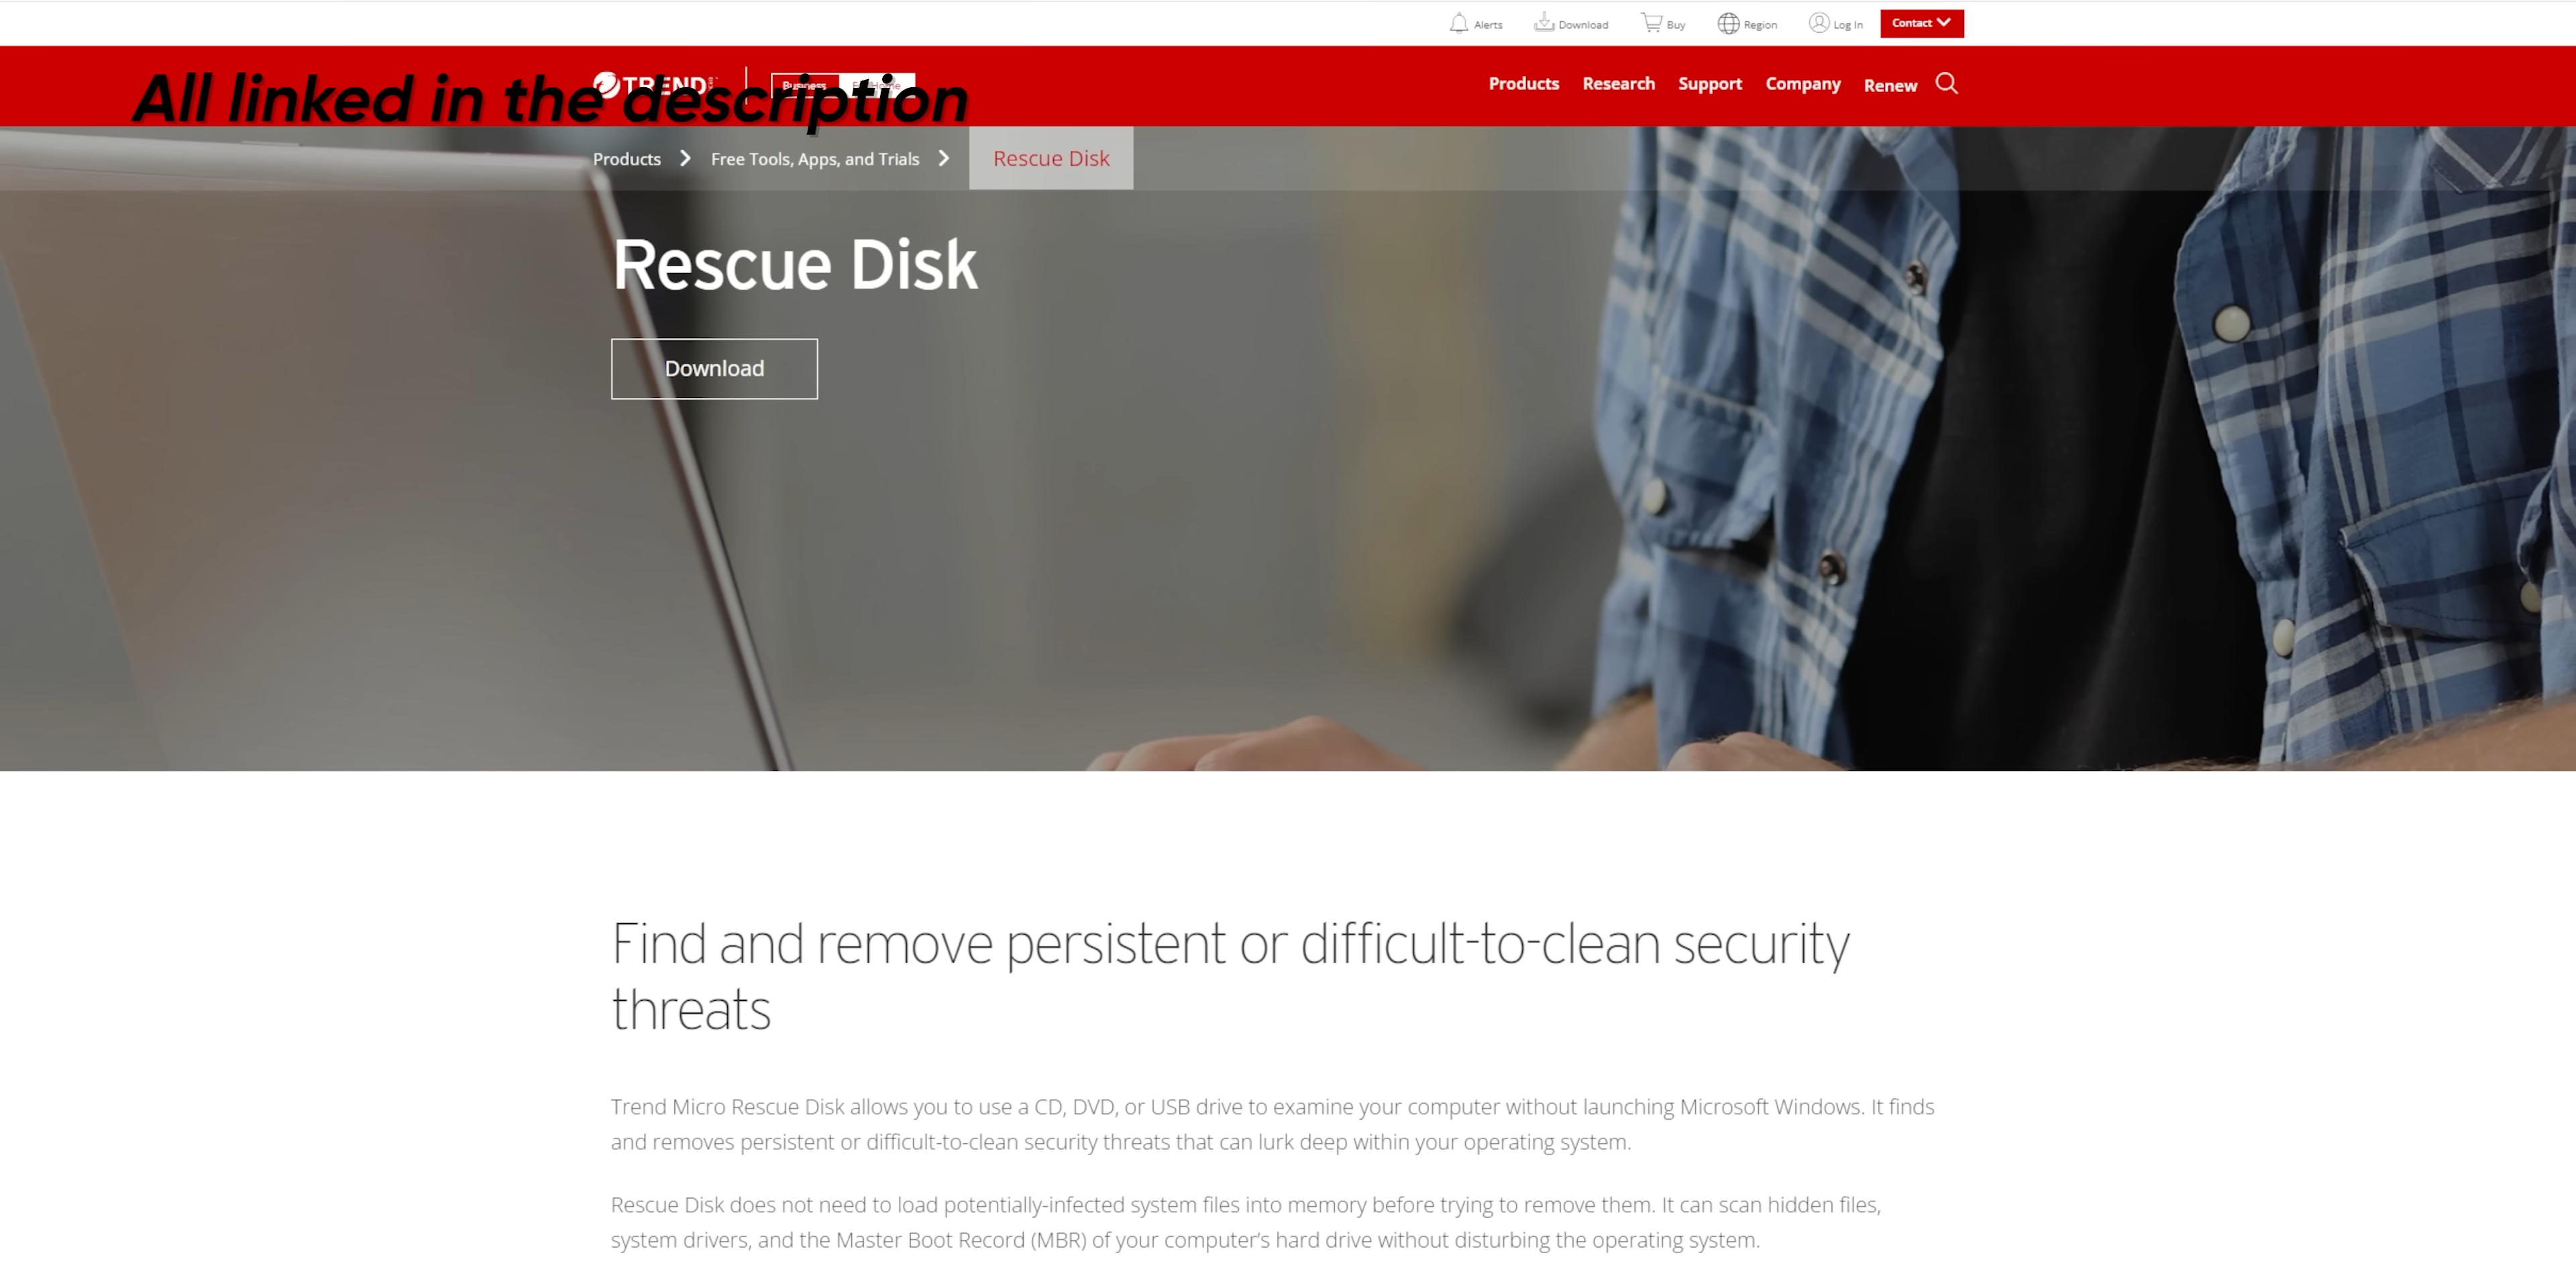 Alerts Download Buy Region Log In Contact
All linked in the description
TREND Business
Products Research Support Company Renew
Products Free Tools, Apps, and Trials Rescue Disk
Rescue Disk
Download
Find and remove persistent or difficult-to-clean security
threats
Trend Micro Rescue Disk allows you to use a CD, DVD, or USB drive to examine your computer without launching Microsoft Windows. It finds
and removes persistent or difficult-to-clean security threats that can lurk deep within your operating system.
Rescue Disk does not need to load potentially-infected system files into memory before trying to remove them. It can scan hidden files,
system drivers, and the Master Boot Record (MBR) of your computer's hard drive without disturbing the operating system.